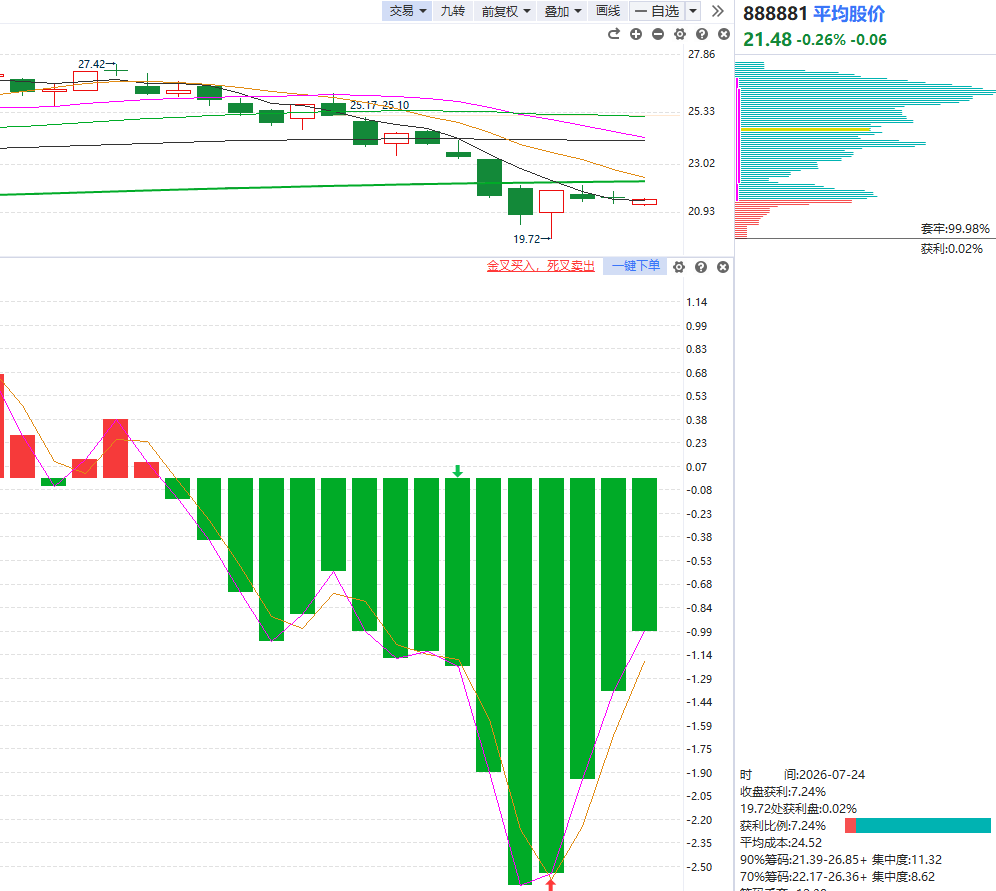 交易 九转 前复权 叠加 画线 一自选
888881 平均股价
21.48 -0.26% -0.06
27.86
27.42
25.17 25.10
25.33
23.02
20.93
19.72
套牢:99.98%
获利:0.02%
金叉买入，死叉卖出 一键下单
1.14
0.99
0.83
0.68
0.53
0.38
0.23
0.07
-0.08
-0.23
-0.38
-0.53
-0.68
-0.84
-0.99
-1.14
-1.29
-1.44
-1.59
-1.75
-1.90
-2.05
-2.20
-2.35
-2.50
时 间:2026-07-24
收盘获利:7.24%
19.72处获利盘:0.02%
获利比例:7.24%
平均成本:24.52
90%筹码:21.39-26.85+ 集中度:11.32
70%筹码:22.17-26.36+ 集中度:8.62